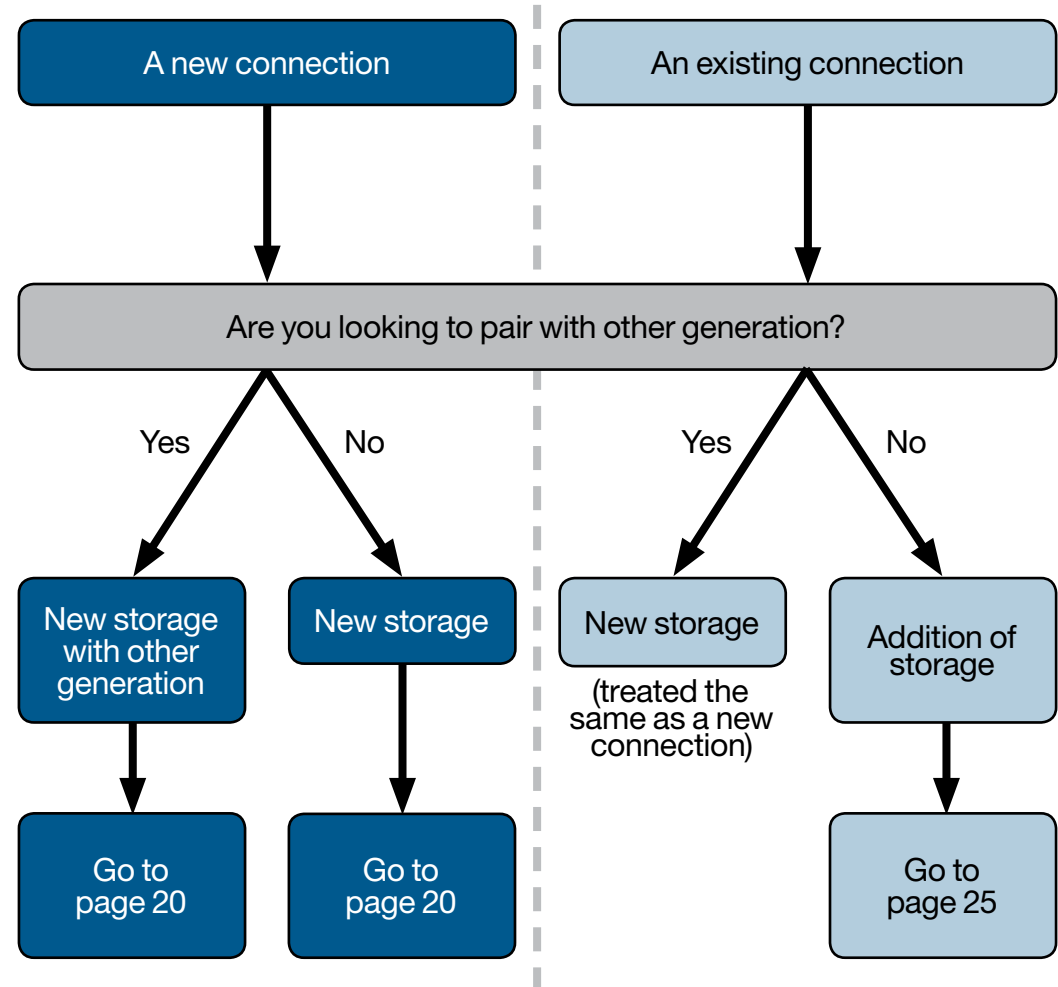 A new connection
An existing connection
Are you looking to pair with other generation?
Yes
No
Yes
No
New storage
with other
generation
New storage
New storage
(treated the
same as a new
connection)
Addition of
storage
Go to
page 20
Go to
page 20
Go to
page 25